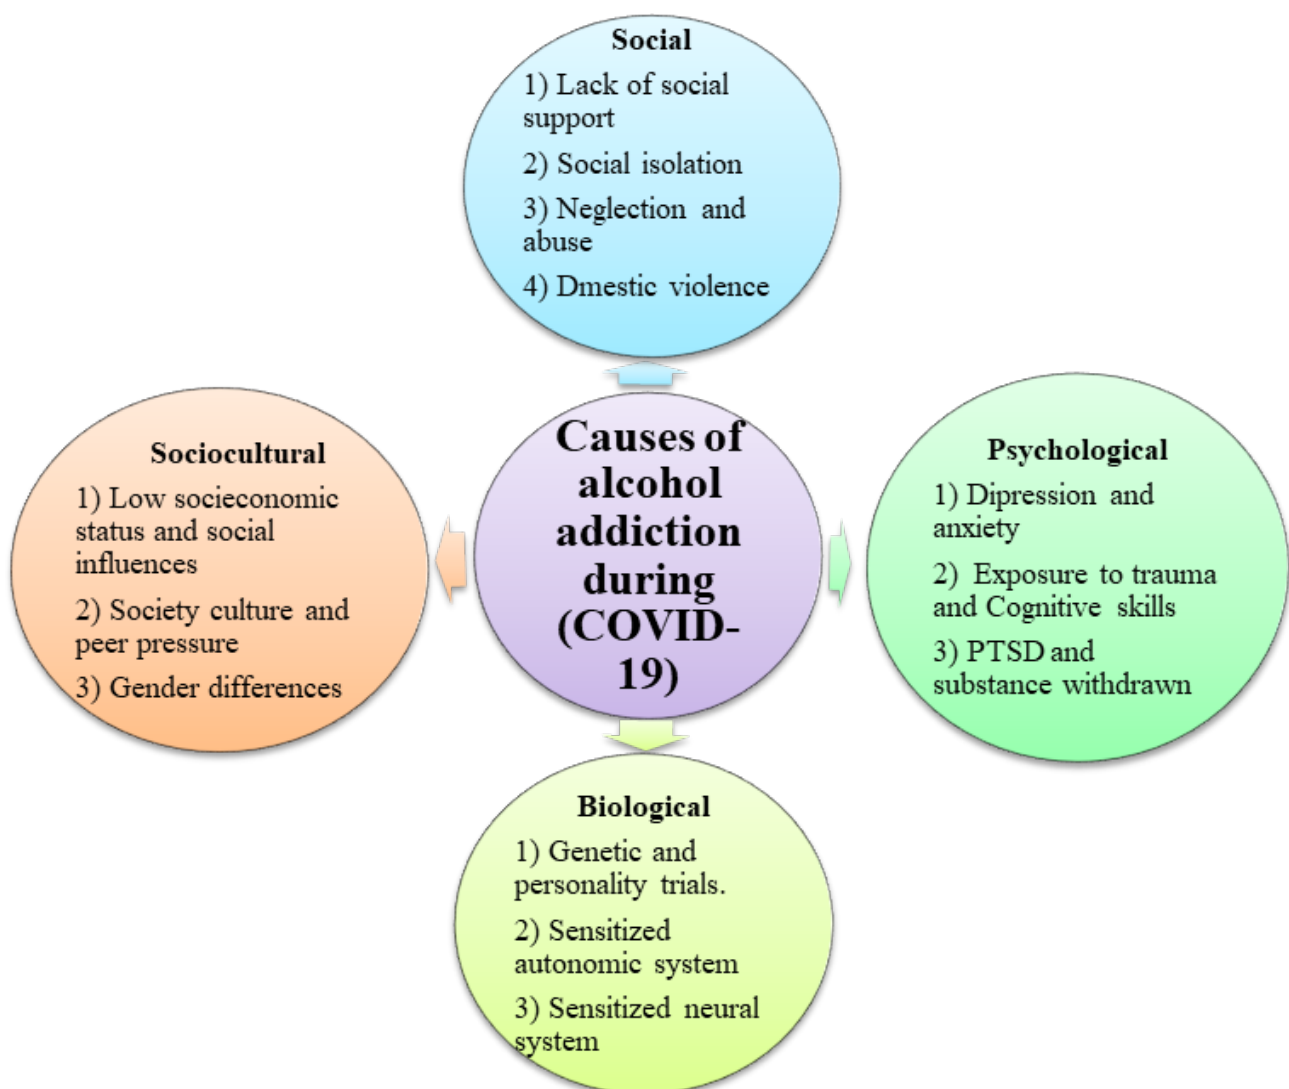 Social
1) Lack of social
support
2) Social isolation
3) Neglection and
abuse
4) Dmestic violence
Sociocultural
1) Low socieconomic
status and social
influences
2) Society culture and
peer pressure
3) Gender differences
Causes of
alcohol
addiction
during
(COVID-
19)
Psychological
1) Dipression and
anxiety
2) Exposure to trauma
and Cognitive skills
3) PTSD and
substance withdrawn
Biological
1) Genetic and
personality trials.
2) Sensitized
autonomic system
3) Sensitized neural
system